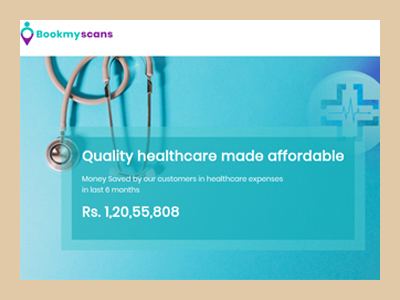 Bookmyscans
Quality healthcare made affordable
Money Saved by our customers in healthcare expenses
in last 6 months
Rs. 1,20,55,808